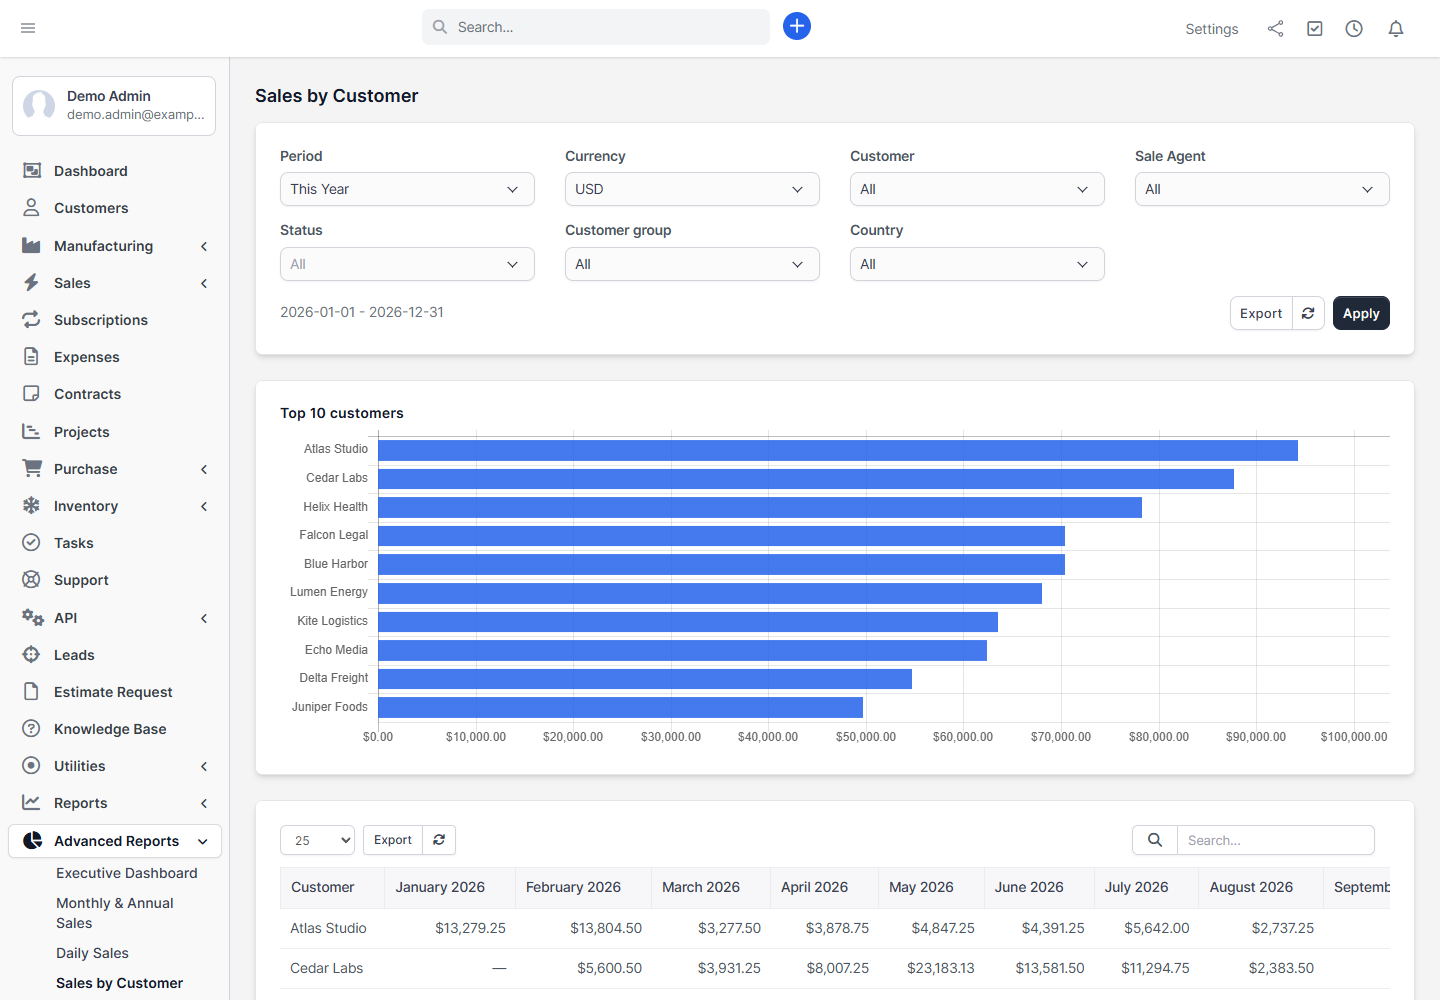 Search...
Settings
Demo Admin
demo.admin@examp...
Dashboard
Customers
Manufacturing
Sales
Subscriptions
Expenses
Contracts
Projects
Purchase
Inventory
Tasks
Support
API
Leads
Estimate Request
Knowledge Base
Utilities
Reports
Advanced Reports
Executive Dashboard
Monthly & Annual
Sales
Daily Sales
Sales by Customer
Sales by Customer
Period Currency Customer Sale Agent
This Year USD All All
Status Customer group Country
All All All
2026-01-01 - 2026-12-31 Export Apply
Top 10 customers
Atlas Studio
Cedar Labs
Helix Health
Falcon Legal
Blue Harbor
Lumen Energy
Kite Logistics
Echo Media
Delta Freight
Juniper Foods
$0.00 $10,000.00 $20,000.00 $30,000.00 $40,000.00 $50,000.00 $60,000.00 $70,000.00 $80,000.00 $90,000.00 $100,000.00
25 Export Search...
Customer January 2026 February 2026 March 2026 April 2026 May 2026 June 2026 July 2026 August 2026 Septemb
Atlas Studio $13,279.25 $13,804.50 $3,277.50 $3,878.75 $4,847.25 $4,391.25 $5,642.00 $2,737.25
Cedar Labs — $5,600.50 $3,931.25 $8,007.25 $23,183.13 $13,581.50 $11,294.75 $2,383.50